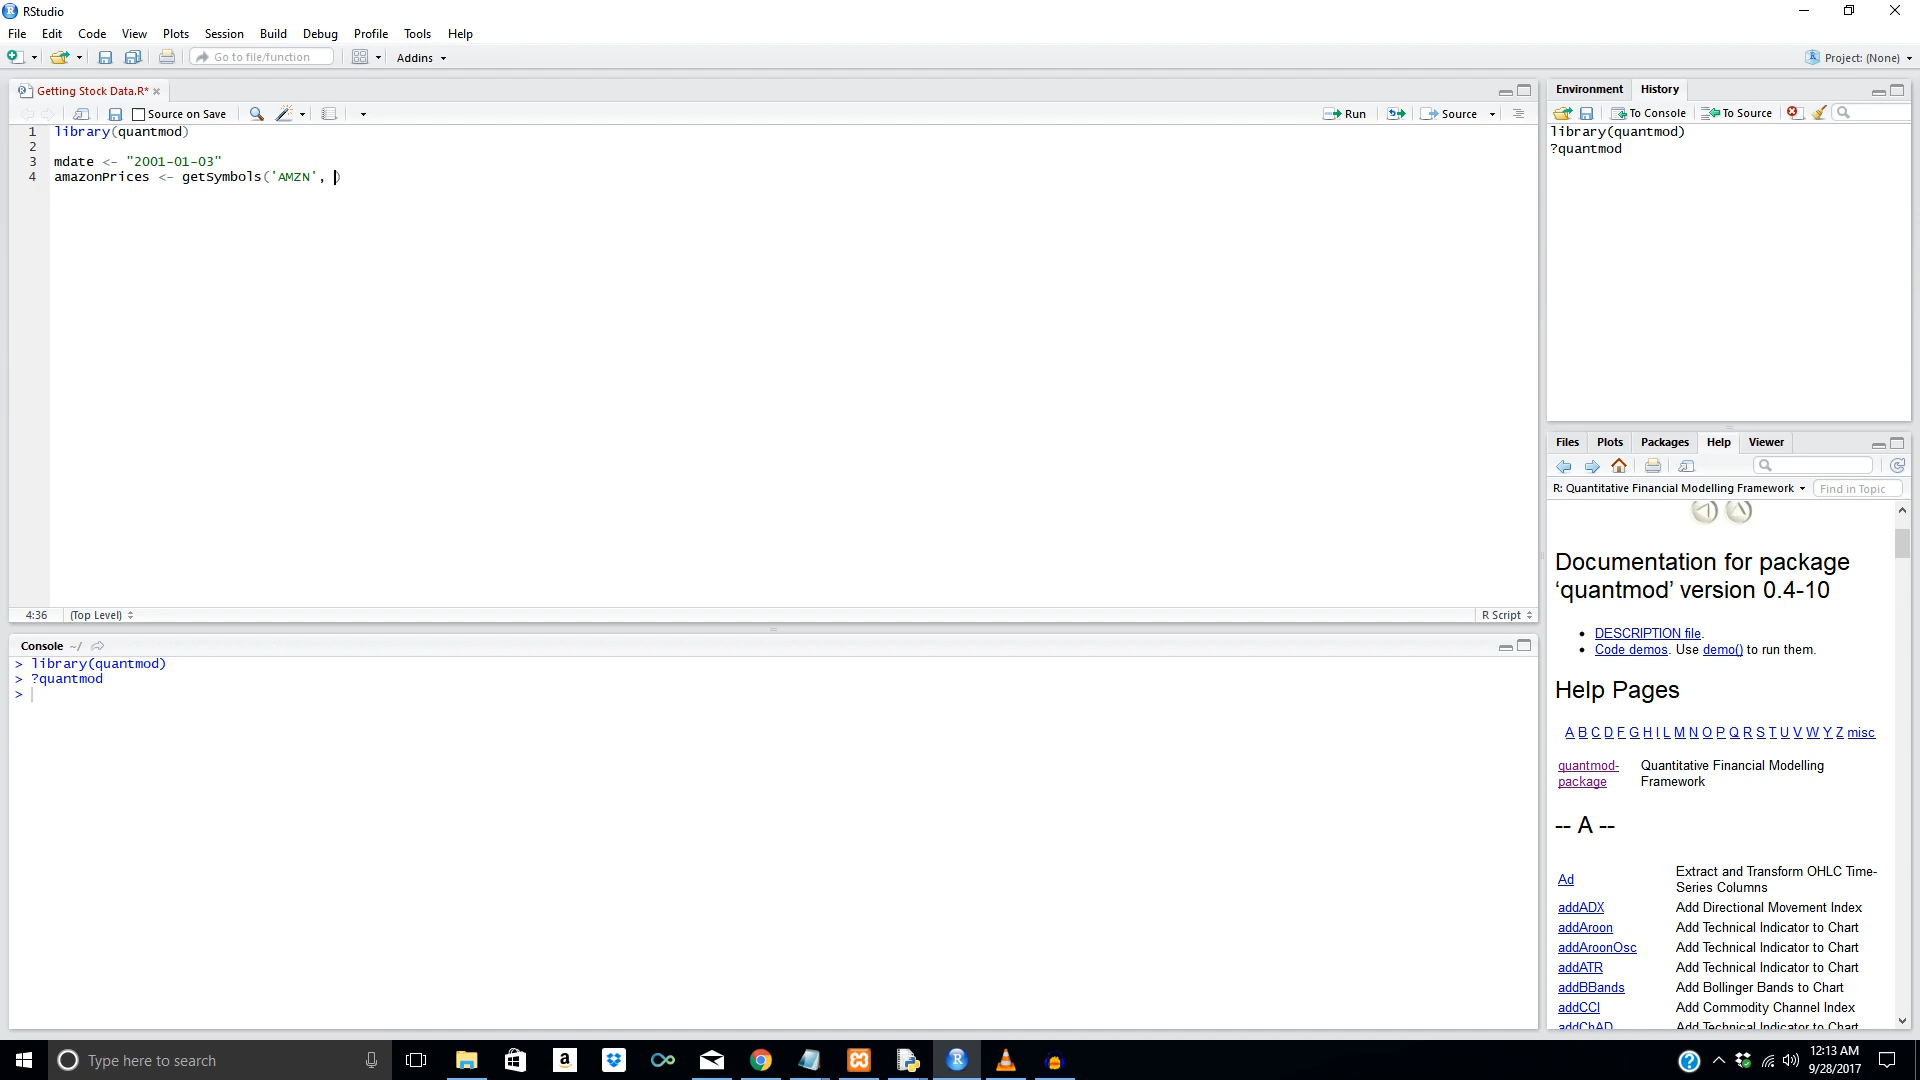 RStudio
File Edit Code View Plots Session Build Debug Profile Tools Help
Go to file/function Addins Project: (None)
Getting Stock Data.R*
Source on Save Run Source
1 library(quantmod)
2
3 mdate <- "2001-01-03"
4 amazonPrices <- getSymbols('AMZN', )
4:36 (Top Level) R Script
Console ~/
> library(quantmod)
> ?quantmod
>
Environment History
To Console To Source
library(quantmod)
?quantmod
Files Plots Packages Help Viewer
R: Quantitative Financial Modelling Framework Find in Topic
Documentation for package
‘quantmod’ version 0.4-10
• DESCRIPTION file.
• Code demos. Use demo() to run them.
Help Pages
A B C D F G H I L M N O P Q R S T U V W Y Z misc
quantmod- Quantitative Financial Modelling
package Framework
-- A --
Ad Extract and Transform OHLC Time-
Series Columns
addADX Add Directional Movement Index
addAroon Add Technical Indicator to Chart
addAroonOsc Add Technical Indicator to Chart
addATR Add Technical Indicator to Chart
addBBands Add Bollinger Bands to Chart
addCCI Add Commodity Channel Index
addChAD Add Technical Indicator to Chart
Type here to search
12:13 AM
9/28/2017